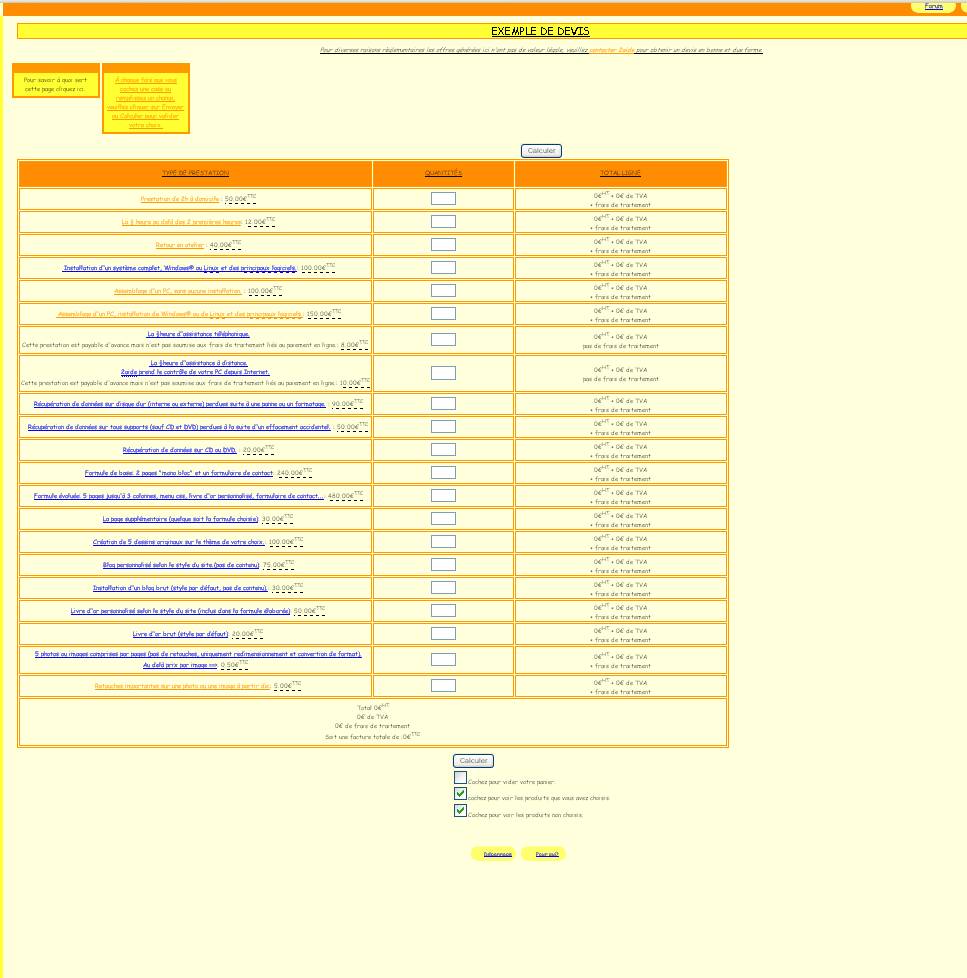 Forum
EXEMPLE DE DEVIS
Pour diverses raisons réglementaires les offres générées ici n'ont pas de valeur légale, veuillez contacter Zaide pour obtenir un devis en bonne et due forme.
Pour savoir à quoi sert
cette page cliquez ici.
A chaque fois que vous
cochez une case ou
remplissez un champ,
veuillez cliquer sur Envoyer
ou Calculer pour valider
votre choix.
Calculer
TYPE DE PRESTATION QUANTITÉS TOTAL LIGNE
Prestation de 2h à domicile : 50.00€TTC 0€HT + 0€ de TVA
+ frais de traitement
La ½ heure au delà des 2 premières heures: 12.00€TTC 0€HT + 0€ de TVA
+ frais de traitement
Retour en atelier : 40.00€TTC 0€HT + 0€ de TVA
+ frais de traitement
Installation d'un système complet, Windows® ou Linux et des principaux logiciels : 100.00€TTC 0€HT + 0€ de TVA
+ frais de traitement
Assemblage d'un PC, sans aucune installation. : 100.00€TTC 0€HT + 0€ de TVA
+ frais de traitement
Assemblage d'un PC, installation de Windows® ou de Linux et des principaux logiciels : 150.00€TTC 0€HT + 0€ de TVA
+ frais de traitement
La ½heure d'assistance téléphonique.
Cette prestation est payable d'avance mais n'est pas soumise aux frais de traitement liés au paiement en ligne : 8.00€TTC 0€HT + 0€ de TVA
pas de frais de traitement
La ½heure d'assistance à distance.
Zaide prend le contrôle de votre PC depuis Internet.
Cette prestation est payable d'avance mais n'est pas soumise aux frais de traitement liés au paiement en ligne : 10.00€TTC 0€HT + 0€ de TVA
pas de frais de traitement
Récupération de données sur disque dur (interne ou externe) perdues suite à une panne ou un formatage. : 90.00€TTC 0€HT + 0€ de TVA
+ frais de traitement
Récupération de données sur tous supports (sauf CD et DVD) perdues à la suite d'un effacement accidentel. : 50.00€TTC 0€HT + 0€ de TVA
+ frais de traitement
Récupération de données sur CD ou DVD. : 20.00€TTC 0€HT + 0€ de TVA
+ frais de traitement
Formule de base: 2 pages "mono bloc" et un formulaire de contact 240.00€TTC 0€HT + 0€ de TVA
+ frais de traitement
Formule évoluée: 5 pages jusqu'à 3 colonnes, menu css, livre d'or personnalisé, formulaire de contact... : 480.00€TTC 0€HT + 0€ de TVA
+ frais de traitement
La page supplémentaire (quelque soit la formule choisie) 30.00€TTC 0€HT + 0€ de TVA
+ frais de traitement
Création de 5 dessins originaux sur le thème de votre choix. : 100.00€TTC 0€HT + 0€ de TVA
+ frais de traitement
Blog personnalisé selon le style du site.(pas de contenu) 75.00€TTC 0€HT + 0€ de TVA
+ frais de traitement
Installation d'un blog brut (style par défaut, pas de contenu). : 30.00€TTC 0€HT + 0€ de TVA
+ frais de traitement
Livre d'or personnalisé selon le style du site (inclus dans la formule élaborée) 50.00€TTC 0€HT + 0€ de TVA
+ frais de traitement
Livre d'or brut (style par défaut) 20.00€TTC 0€HT + 0€ de TVA
+ frais de traitement
5 photos ou images comprises par pages (pas de retouches, uniquement redimensionnement et convertion de format).
Au delà prix par image ==> 0.50€TTC 0€HT + 0€ de TVA
+ frais de traitement
Retouches importantes sur une photo ou une image à partir de : 5.00€TTC 0€HT + 0€ de TVA
+ frais de traitement
Total 0€HT
0€ de TVA
0€ de frais de traitement
Soit une facture totale de :0€TTC
Calculer
Cochez pour vider votre panier.
cochez pour voir les produits que vous avez choisis.
Cochez pour voir les produits non choisis.
Dépannage Pour qui?